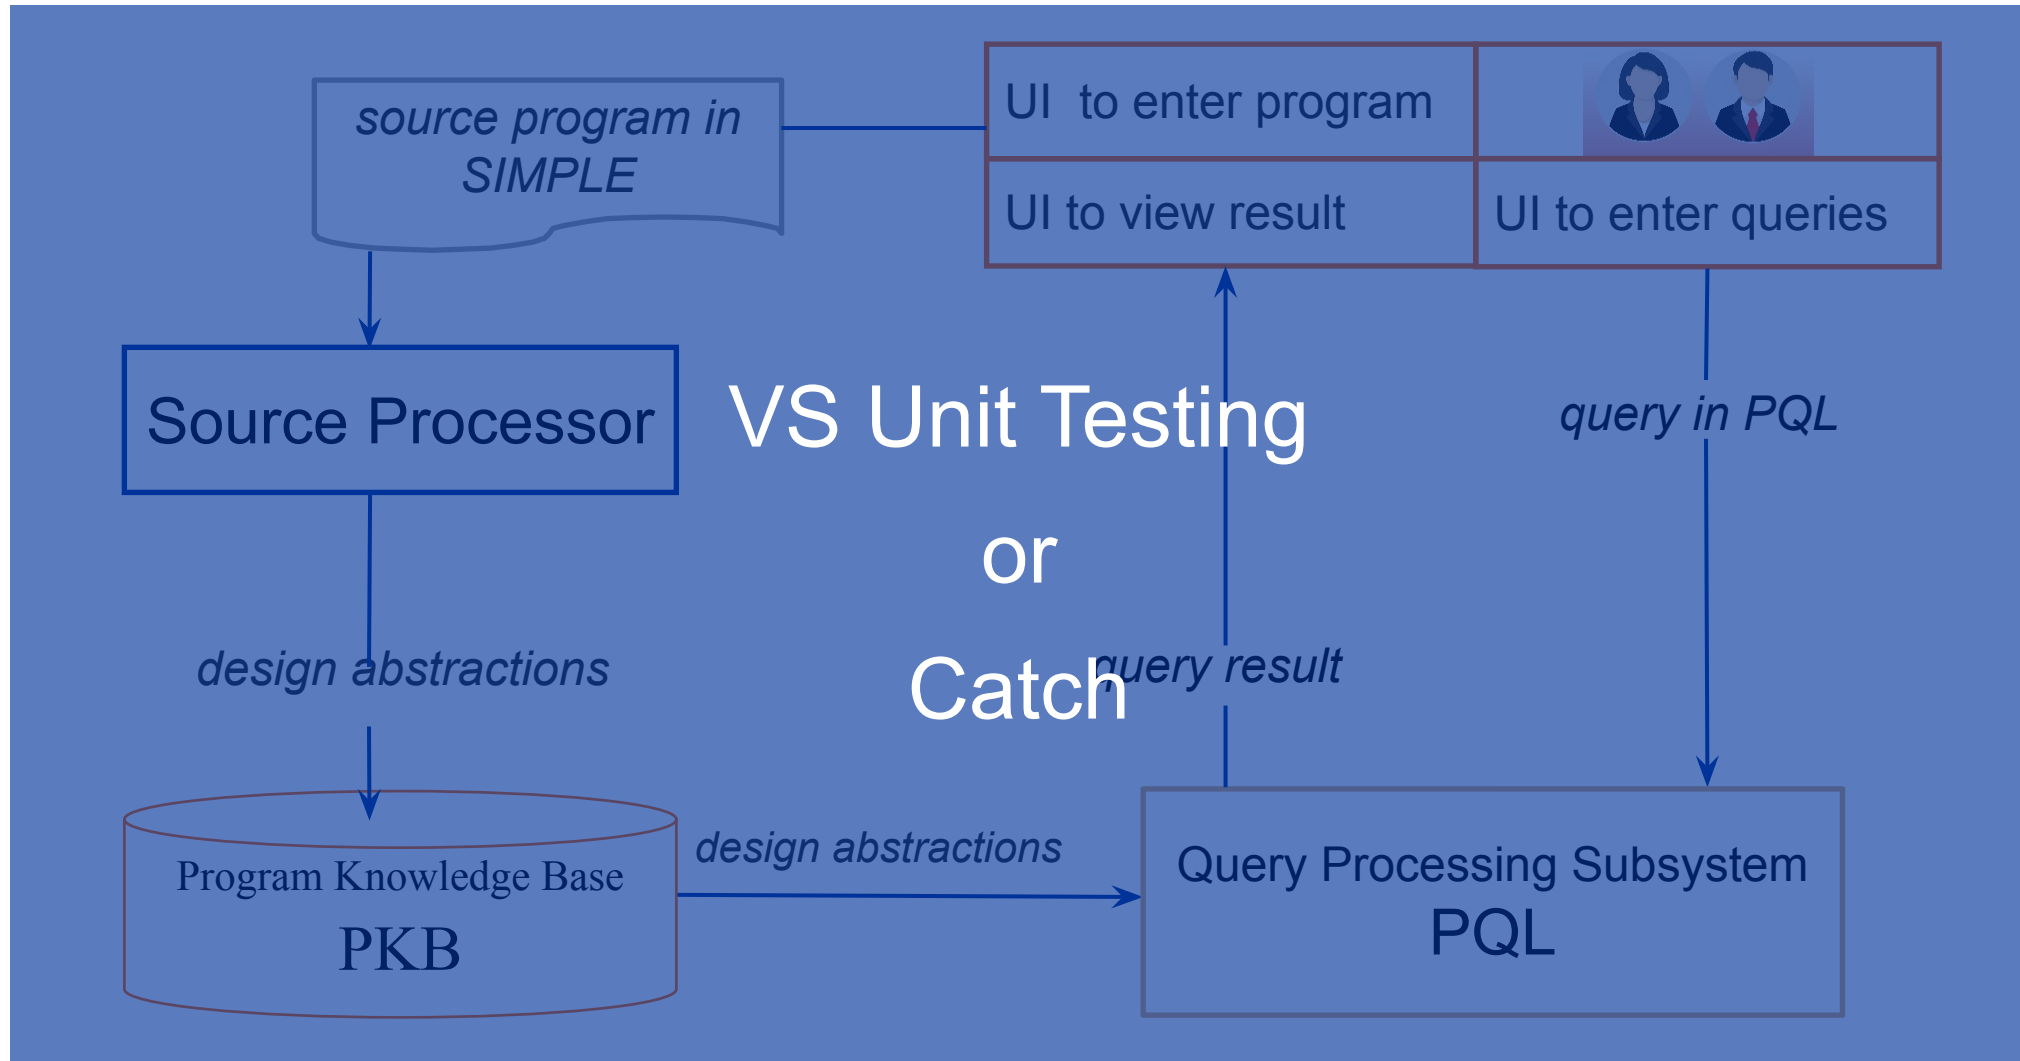 source program in
SIMPLE
UI to enter program
UI to view result
UI to enter queries
Source Processor
VS Unit Testing
or
Catch
query in PQL
design abstractions
query result
design abstractions
Program Knowledge Base
PKB
Query Processing Subsystem
PQL